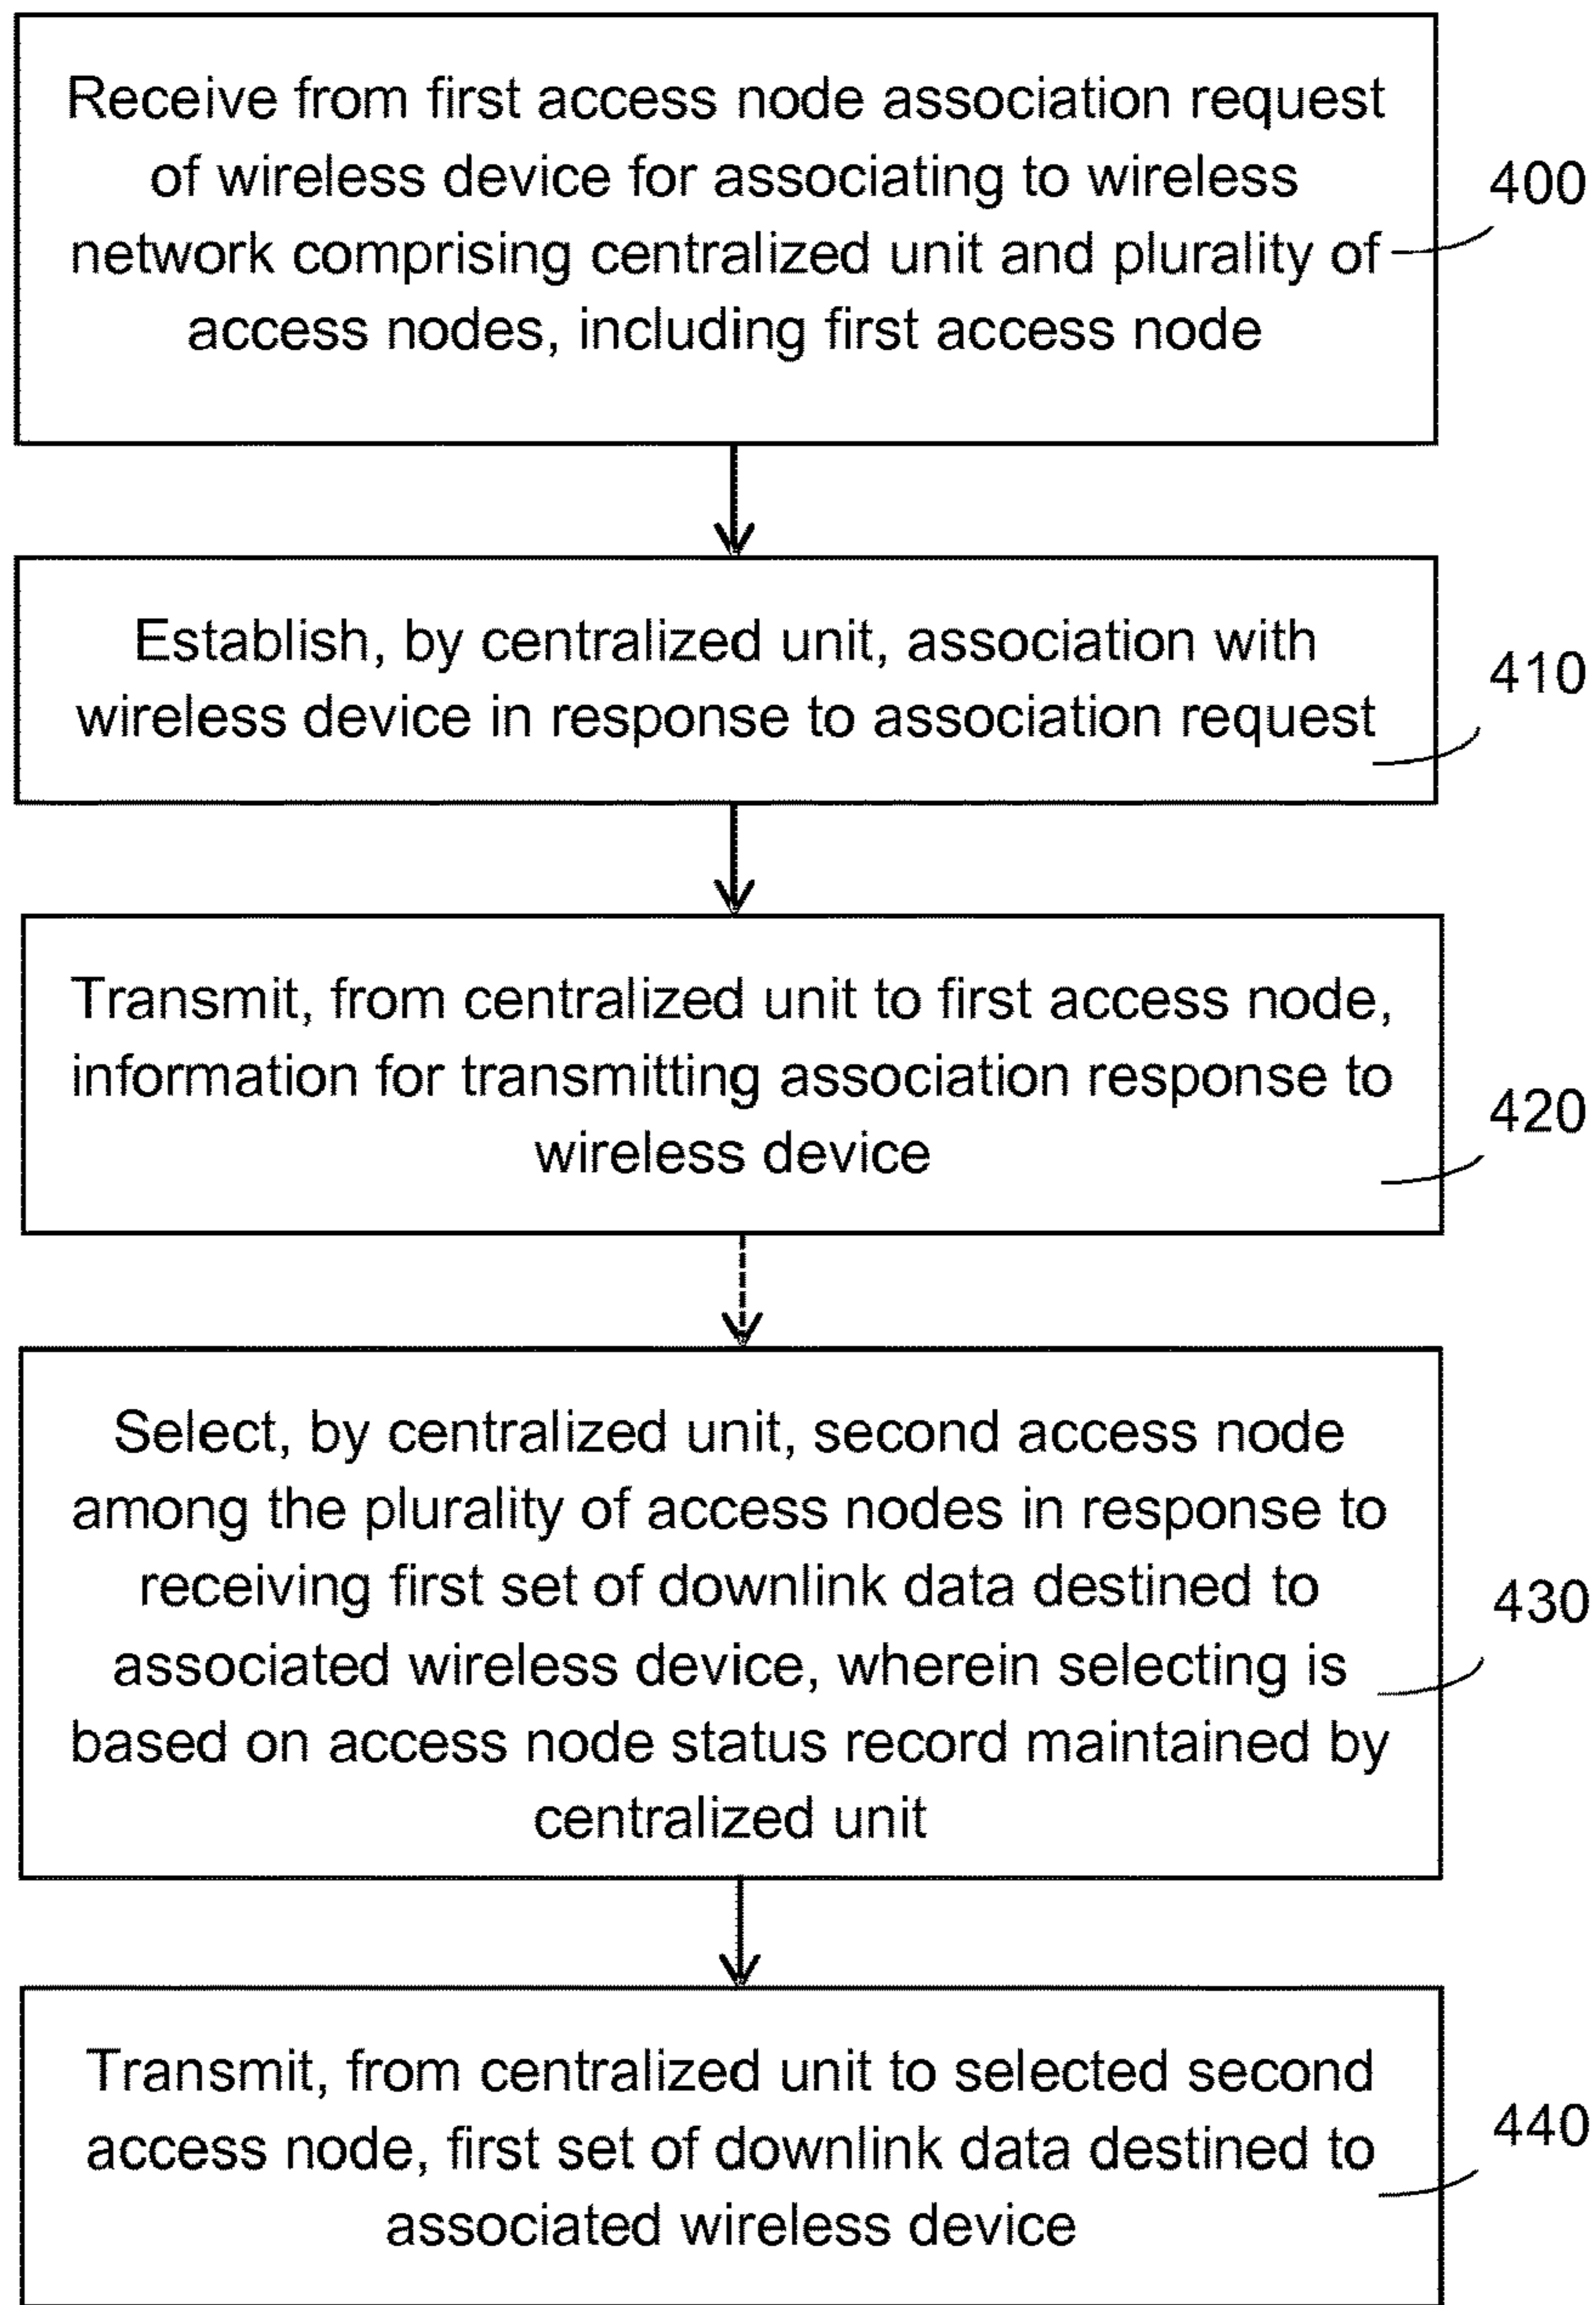 Receive from first access node association request
of wireless device for associating to wireless
network comprising centralized unit and plurality of
access nodes, including first access node
400
Establish, by centralized unit, association with
wireless device in response to association request
410
Transmit, from centralized unit to first access node,
information for transmitting association response to
wireless device
420
Select, by centralized unit, second access node
among the plurality of access nodes in response to
receiving first set of downlink data destined to
associated wireless device, wherein selecting is
based on access node status record maintained by
centralized unit
430
Transmit, from centralized unit to selected second
access node, first set of downlink data destined to
associated wireless device
440